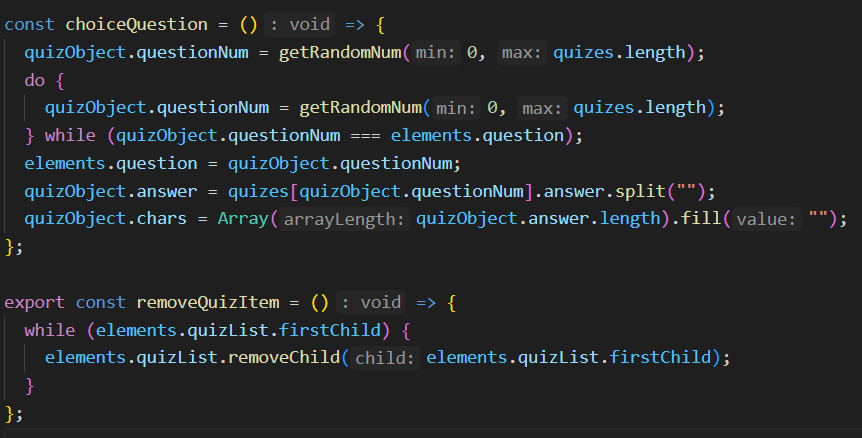 const choiceQuestion = () : void => {
quizObject.questionNum = getRandomNum( min: 0, max: quizes.length);
do {
quizObject.questionNum = getRandomNum( min: 0, max: quizes.length);
} while (quizObject.questionNum === elements.question);
elements.question = quizObject.questionNum;
quizObject.answer = quizes[quizObject.questionNum].answer.split("");
quizObject.chars = Array( arrayLength: quizObject.answer.length).fill( value: "");
};
export const removeQuizItem = () : void => {
while (elements.quizList.firstChild) {
elements.quizList.removeChild( child: elements.quizList.firstChild);
}
};